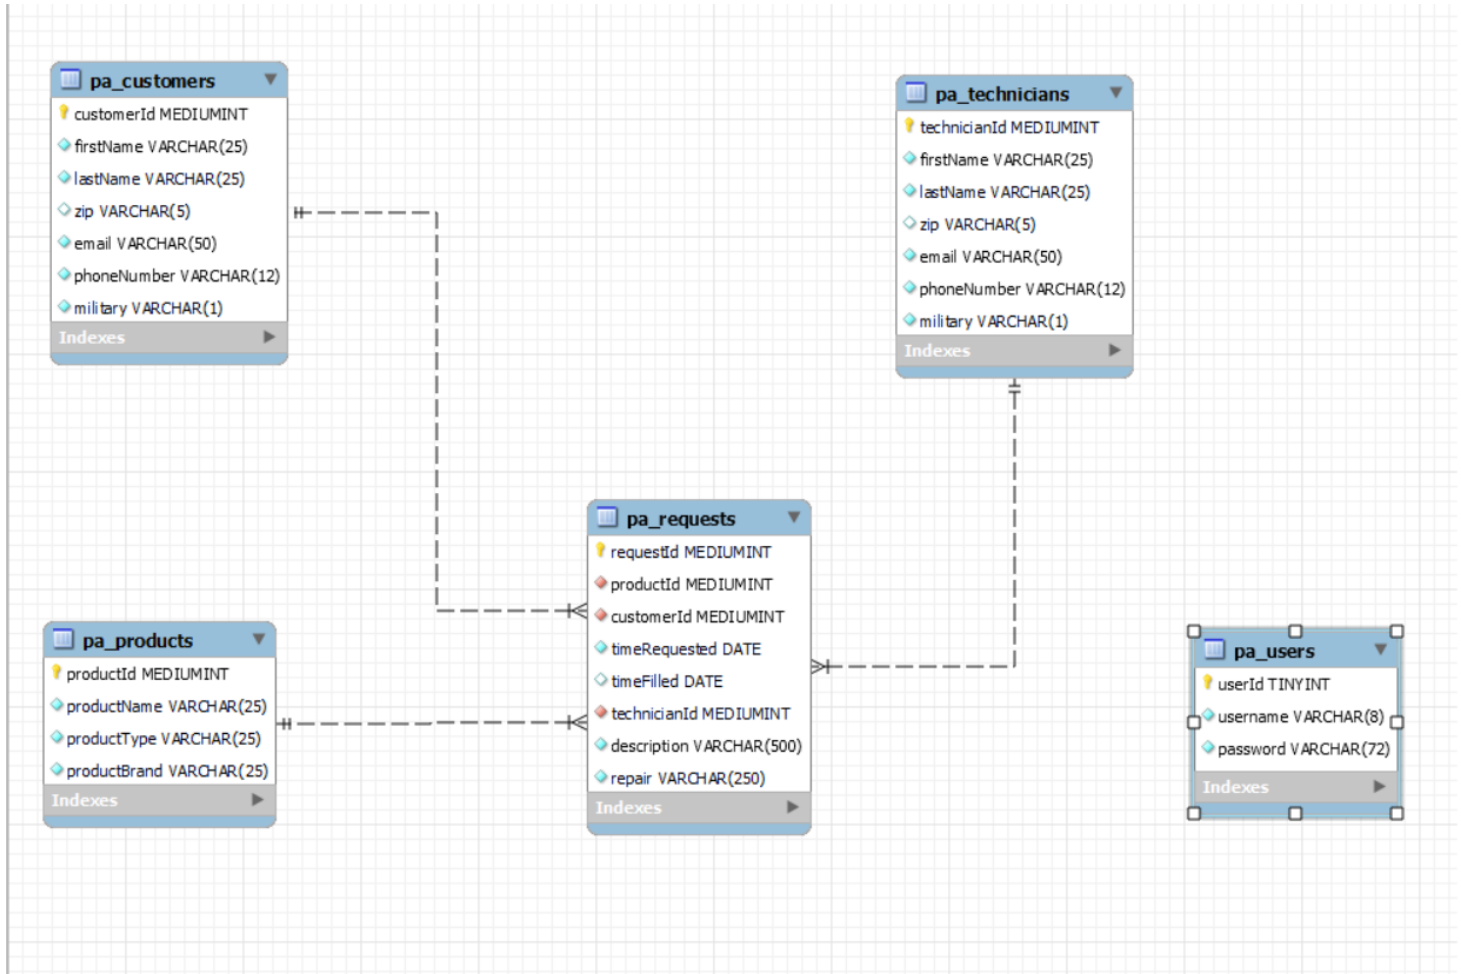 pa_customers
customerId MEDIUMINT
firstName VARCHAR(25)
lastName VARCHAR(25)
zip VARCHAR(5)
email VARCHAR(50)
phoneNumber VARCHAR(12)
military VARCHAR(1)
Indexes
pa_technicians
technicianId MEDIUMINT
firstName VARCHAR(25)
lastName VARCHAR(25)
zip VARCHAR(5)
email VARCHAR(50)
phoneNumber VARCHAR(12)
military VARCHAR(1)
Indexes
pa_requests
requestId MEDIUMINT
productId MEDIUMINT
customerId MEDIUMINT
timeRequested DATE
timeFilled DATE
technicianId MEDIUMINT
description VARCHAR(500)
repair VARCHAR(250)
Indexes
pa_products
productId MEDIUMINT
productName VARCHAR(25)
productType VARCHAR(25)
productBrand VARCHAR(25)
Indexes
pa_users
userId TINYINT
username VARCHAR(8)
password VARCHAR(72)
Indexes